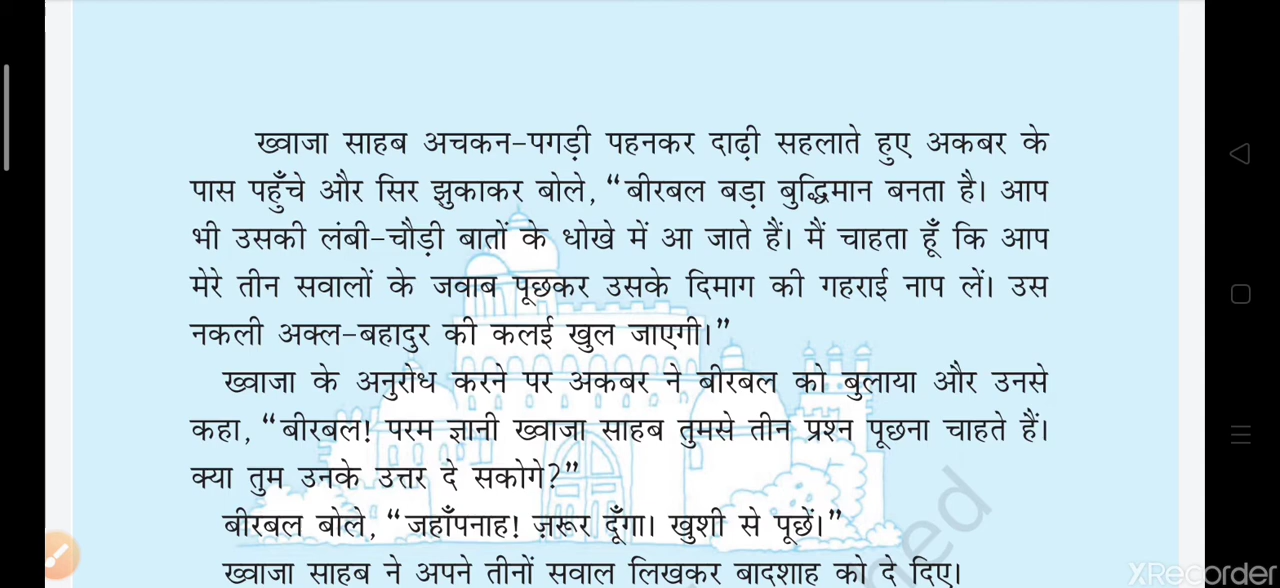 ख्वाजा साहब अचकन-पगड़ी पहनकर दाढ़ी सहलाते हुए अकबर के
पास पहुँचे और सिर झुकाकर बोले, “बीरबल बड़ा बुद्धिमान बनता है। आप
भी उसकी लंबी-चौड़ी बातों के धोखे में आ जाते हैं। मैं चाहता हूँ कि आप
मेरे तीन सवालों के जवाब पूछकर उसके दिमाग की गहराई नाप लें। उस
नकली अक्ल-बहादुर की कलई खुल जाएगी।”
ख्वाजा के अनुरोध करने पर अकबर ने बीरबल को बुलाया और उनसे
कहा, “बीरबल! परम ज्ञानी ख्वाजा साहब तुमसे तीन प्रश्न पूछना चाहते हैं।
क्या तुम उनके उत्तर दे सकोगे?”
बीरबल बोले, “जहाँपनाह! ज़रूर दूँगा। खुशी से पूछें।”
ख्वाजा साहब ने अपने तीनों सवाल लिखकर बादशाह को दे दिए।
XRecorder